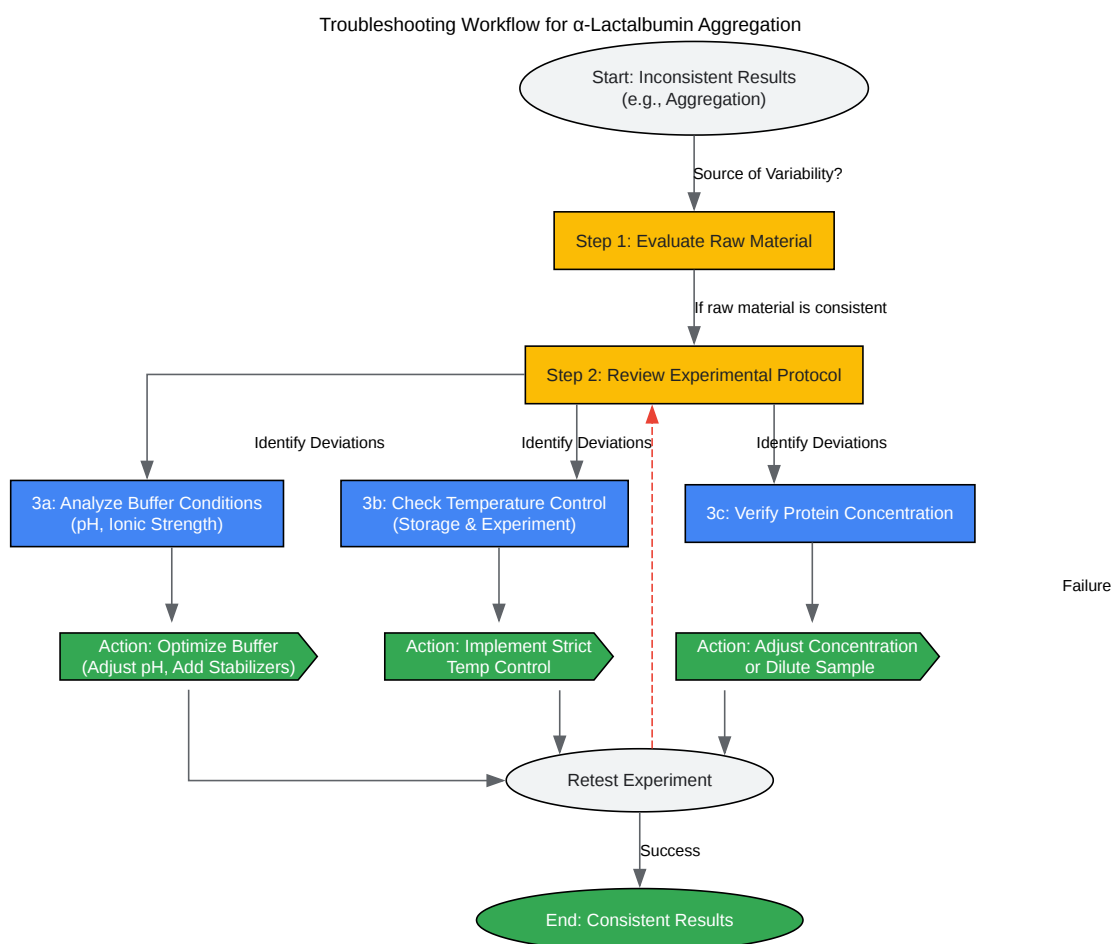 Troubleshooting Workflow for α-Lactalbumin Aggregation
Start: Inconsistent Results
(e.g., Aggregation)
Source of Variability?
Step 1: Evaluate Raw Material
If raw material is consistent
Step 2: Review Experimental Protocol
Identify Deviations
Identify Deviations
Identify Deviations
3a: Analyze Buffer Conditions
(pH, Ionic Strength)
3b: Check Temperature Control
(Storage & Experiment)
3c: Verify Protein Concentration
Failure
Action: Optimize Buffer
(Adjust pH, Add Stabilizers)
Action: Implement Strict
Temp Control
Action: Adjust Concentration
or Dilute Sample
Retest Experiment
Success
End: Consistent Results